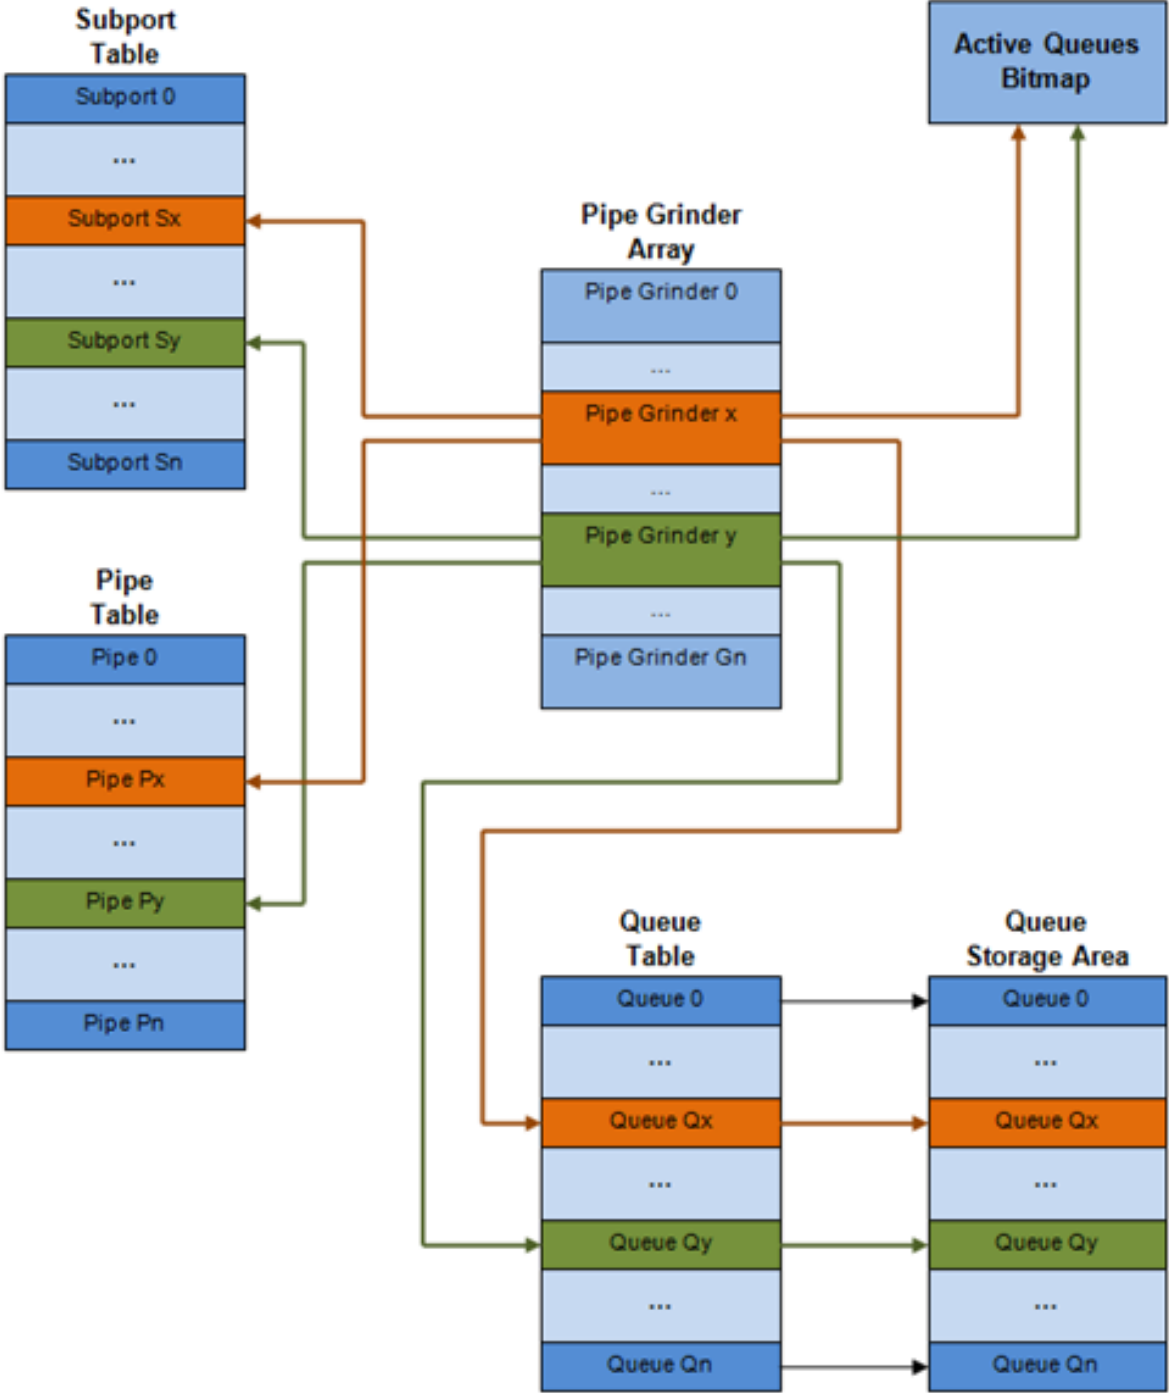 Subport
Table
Subport 0
...
Subport Sx
...
Subport Sy
...
Subport Sn
Active Queues
Bitmap
Pipe Grinder
Array
Pipe Grinder 0
...
Pipe Grinder x
...
Pipe Grinder y
...
Pipe Grinder Gn
Pipe
Table
Pipe 0
...
Pipe Px
...
Pipe Py
...
Pipe Pn
Queue
Table
Queue 0
...
Queue Qx
...
Queue Qy
...
Queue Qn
Queue
Storage Area
Queue 0
...
Queue Qx
...
Queue Qy
...
Queue Qn